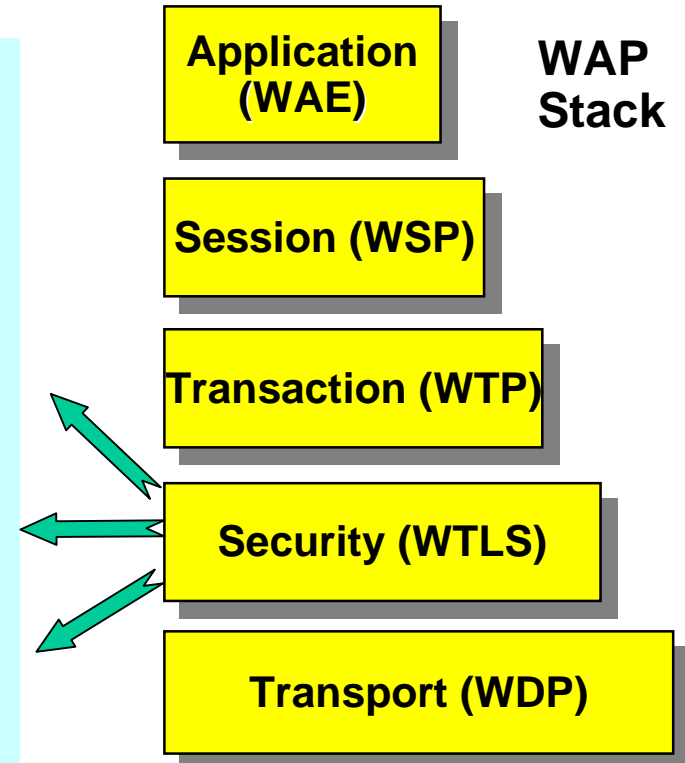 Application
(WAE)
WAP
Stack
Session (WSP)
Transaction (WTP)
Security (WTLS)
Transport (WDP)